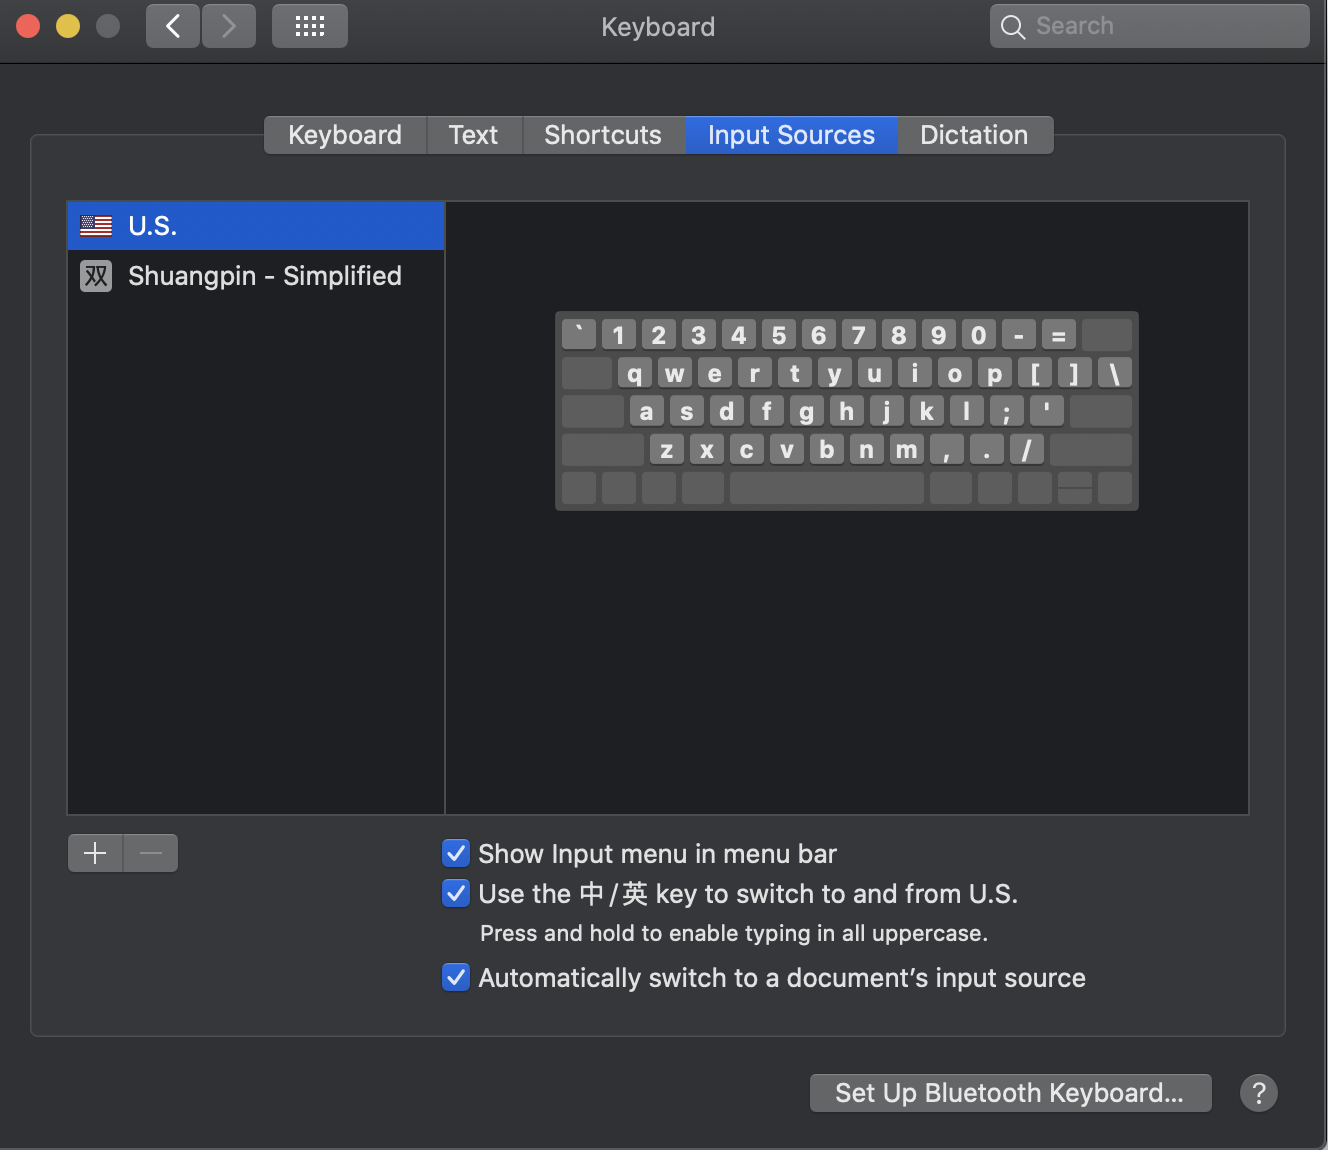 Keyboard
Search
Keyboard Text Shortcuts Input Sources Dictation
U.S.
双 Shuangpin - Simplified
` 1 2 3 4 5 6 7 8 9 0 - =
q w e r t y u i o p [ ] \
a s d f g h j k l ; '
z x c v b n m , . /
Show Input menu in menu bar
Use the 中/英 key to switch to and from U.S.
Press and hold to enable typing in all uppercase.
Automatically switch to a document’s input source
Set Up Bluetooth Keyboard... ?